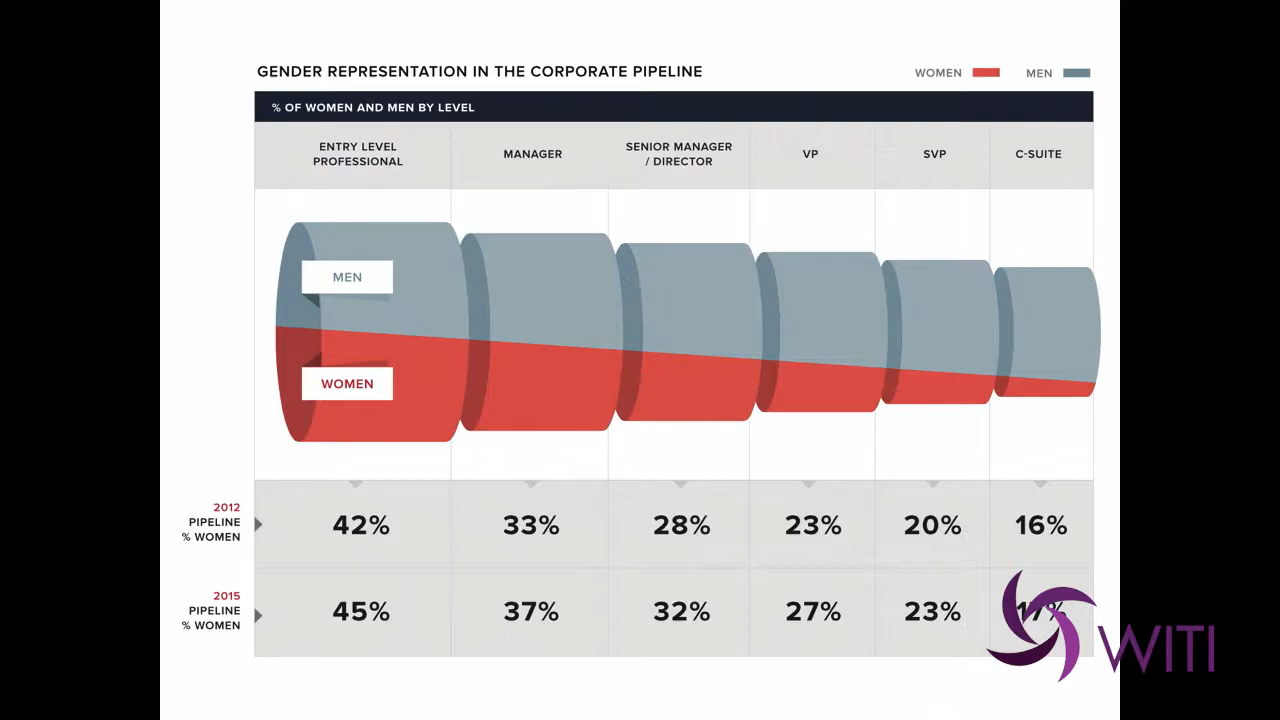 GENDER REPRESENTATION IN THE CORPORATE PIPELINE
WOMEN MEN
% OF WOMEN AND MEN BY LEVEL
ENTRY LEVEL
PROFESSIONAL
MANAGER
SENIOR MANAGER
/ DIRECTOR
VP
SVP
C-SUITE
MEN
WOMEN
2012
PIPELINE
% WOMEN
42% 33% 28% 23% 20% 16%
2015
PIPELINE
% WOMEN
45% 37% 32% 27% 23% 17%
WITI